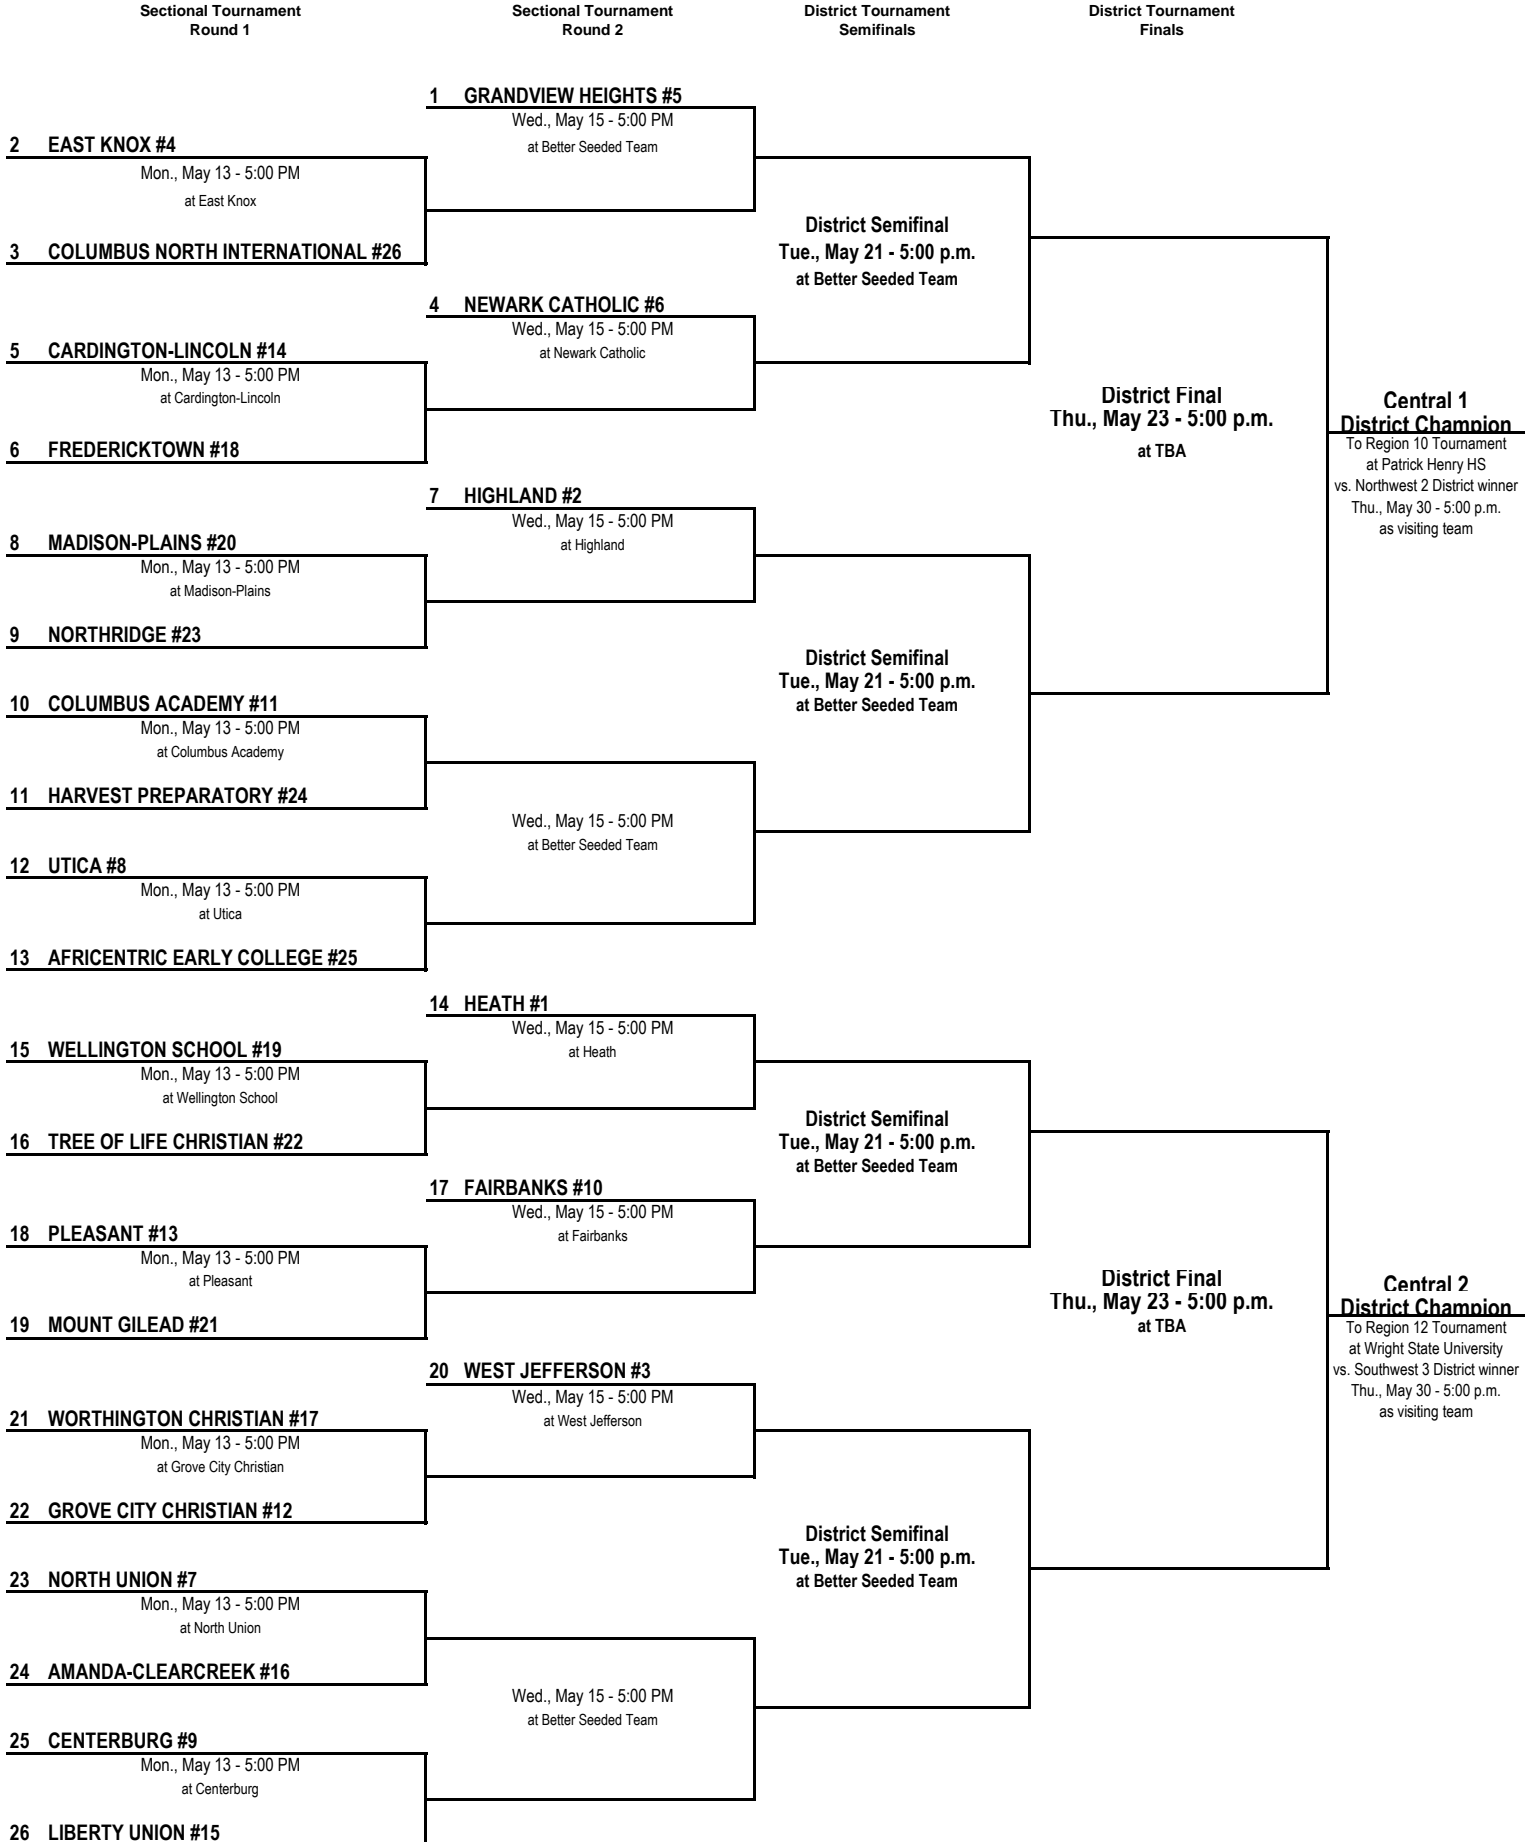 Sectional Tournament
Round 1
Sectional Tournament
Round 2
District Tournament
Semifinals
District Tournament
Finals
1 GRANDVIEW HEIGHTS #5
Wed., May 15 - 5:00 PM
at Better Seeded Team
2 EAST KNOX #4
Mon., May 13 - 5:00 PM
at East Knox
3 COLUMBUS NORTH INTERNATIONAL #26
District Semifinal
Tue., May 21 - 5:00 p.m.
at Better Seeded Team
4 NEWARK CATHOLIC #6
Wed., May 15 - 5:00 PM
at Newark Catholic
5 CARDINGTON-LINCOLN #14
Mon., May 13 - 5:00 PM
at Cardington-Lincoln
6 FREDERICKTOWN #18
District Final
Thu., May 23 - 5:00 p.m.
at TBA
Central 1
District Champion
To Region 10 Tournament
at Patrick Henry HS
vs. Northwest 2 District winner
Thu., May 30 - 5:00 p.m.
as visiting team
7 HIGHLAND #2
Wed., May 15 - 5:00 PM
at Highland
8 MADISON-PLAINS #20
Mon., May 13 - 5:00 PM
at Madison-Plains
9 NORTHRIDGE #23
District Semifinal
Tue., May 21 - 5:00 p.m.
at Better Seeded Team
10 COLUMBUS ACADEMY #11
Mon., May 13 - 5:00 PM
at Columbus Academy
11 HARVEST PREPARATORY #24
Wed., May 15 - 5:00 PM
at Better Seeded Team
12 UTICA #8
Mon., May 13 - 5:00 PM
at Utica
13 AFRICENTRIC EARLY COLLEGE #25
14 HEATH #1
Wed., May 15 - 5:00 PM
at Heath
15 WELLINGTON SCHOOL #19
Mon., May 13 - 5:00 PM
at Wellington School
16 TREE OF LIFE CHRISTIAN #22
District Semifinal
Tue., May 21 - 5:00 p.m.
at Better Seeded Team
17 FAIRBANKS #10
Wed., May 15 - 5:00 PM
at Fairbanks
18 PLEASANT #13
Mon., May 13 - 5:00 PM
at Pleasant
19 MOUNT GILEAD #21
District Final
Thu., May 23 - 5:00 p.m.
at TBA
Central 2
District Champion
To Region 12 Tournament
at Wright State University
vs. Southwest 3 District winner
Thu., May 30 - 5:00 p.m.
as visiting team
20 WEST JEFFERSON #3
Wed., May 15 - 5:00 PM
at West Jefferson
21 WORTHINGTON CHRISTIAN #17
Mon., May 13 - 5:00 PM
at Grove City Christian
22 GROVE CITY CHRISTIAN #12
District Semifinal
Tue., May 21 - 5:00 p.m.
at Better Seeded Team
23 NORTH UNION #7
Mon., May 13 - 5:00 PM
at North Union
24 AMANDA-CLEARCREEK #16
Wed., May 15 - 5:00 PM
at Better Seeded Team
25 CENTERBURG #9
Mon., May 13 - 5:00 PM
at Centerburg
26 LIBERTY UNION #15